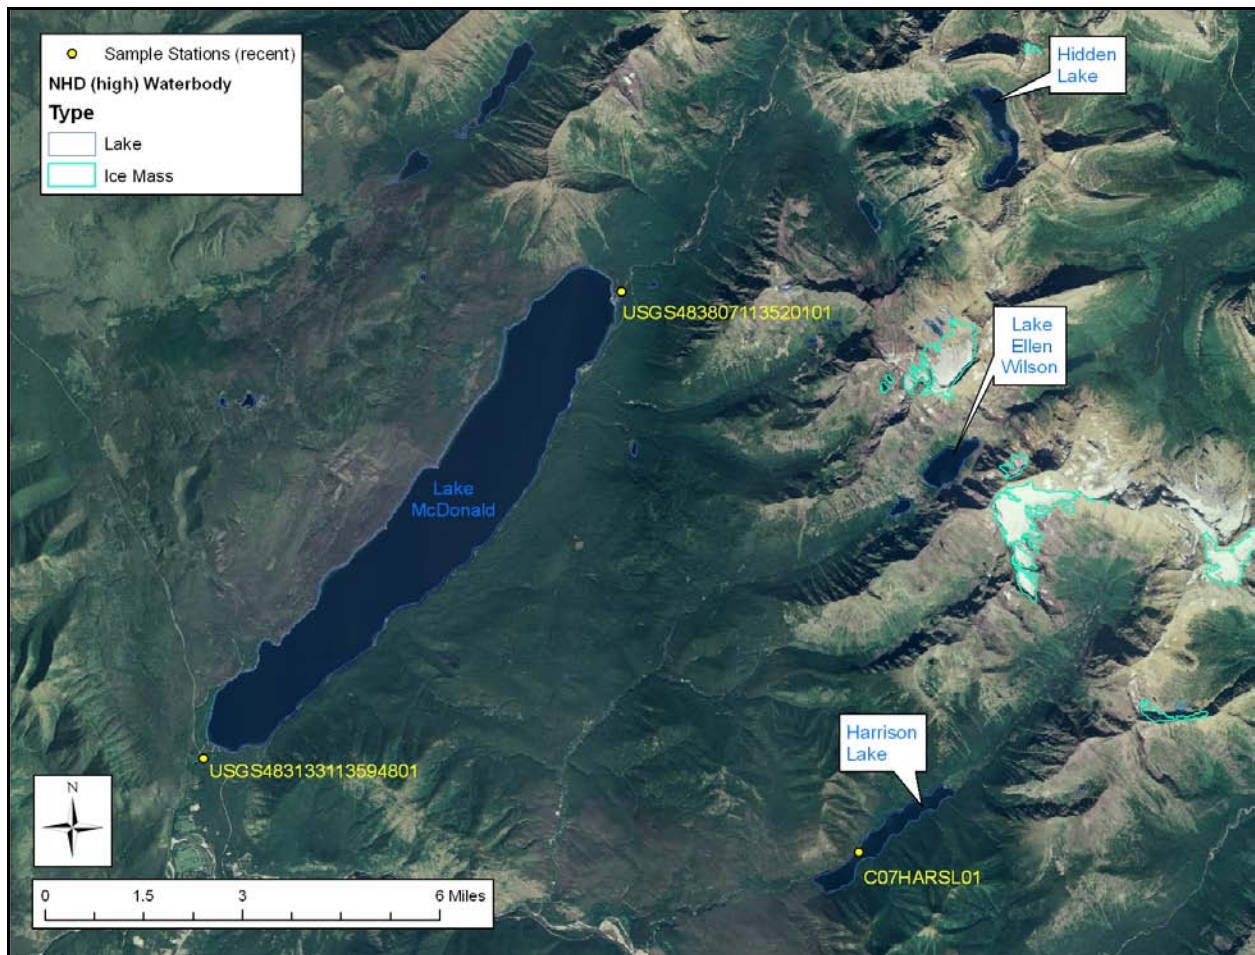 Sample Stations (recent)
NHD (high) Waterbody
Type
Lake
Ice Mass
Hidden
Lake
USGS483807113520101
Lake
Ellen
Wilson
Lake
McDonald
Harrison
Lake
USGS483133113594801
C07HARSL01
N
0 1.5 3 6 Miles